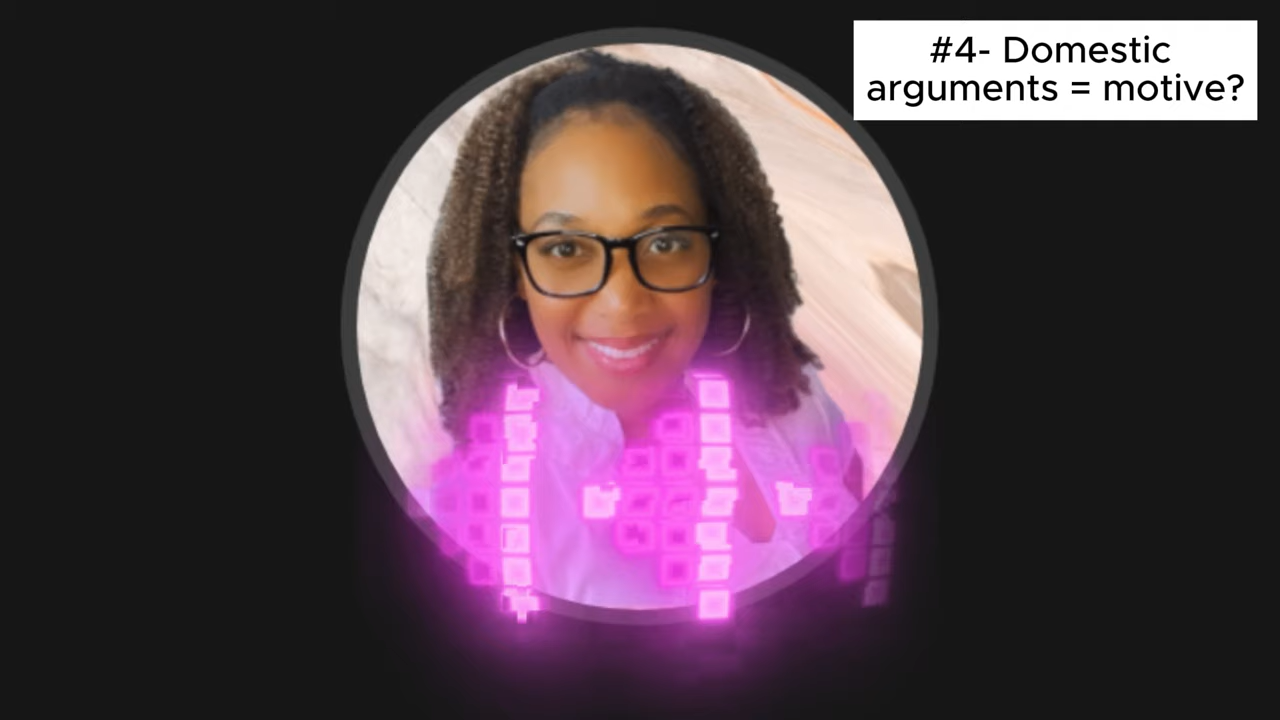 #4- Domestic
arguments = motive?